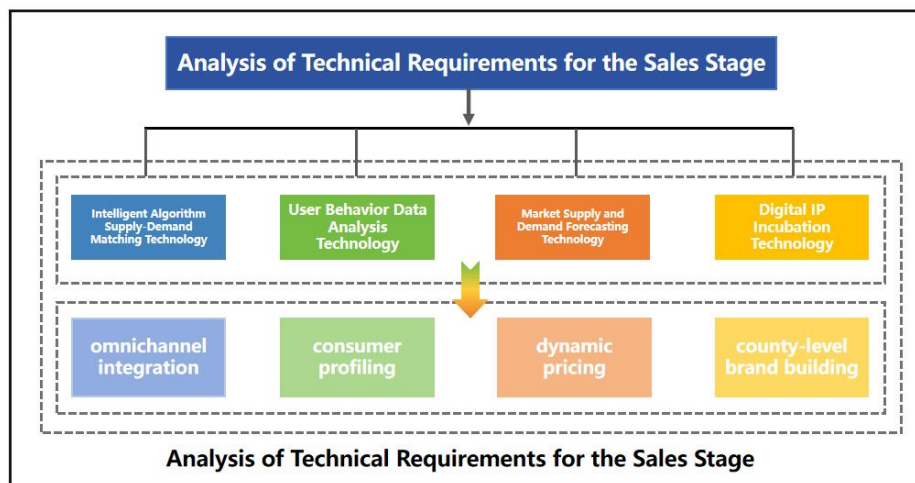 Analysis of Technical Requirements for the Sales Stage
Intelligent Algorithm
Supply-Demand
Matching Technology
User Behavior Data
Analysis
Technology
Market Supply and
Demand Forecasting
Technology
Digital IP
Incubation
Technology
omnichannel
integration
consumer
profiling
dynamic
pricing
county-level
brand building
Analysis of Technical Requirements for the Sales Stage